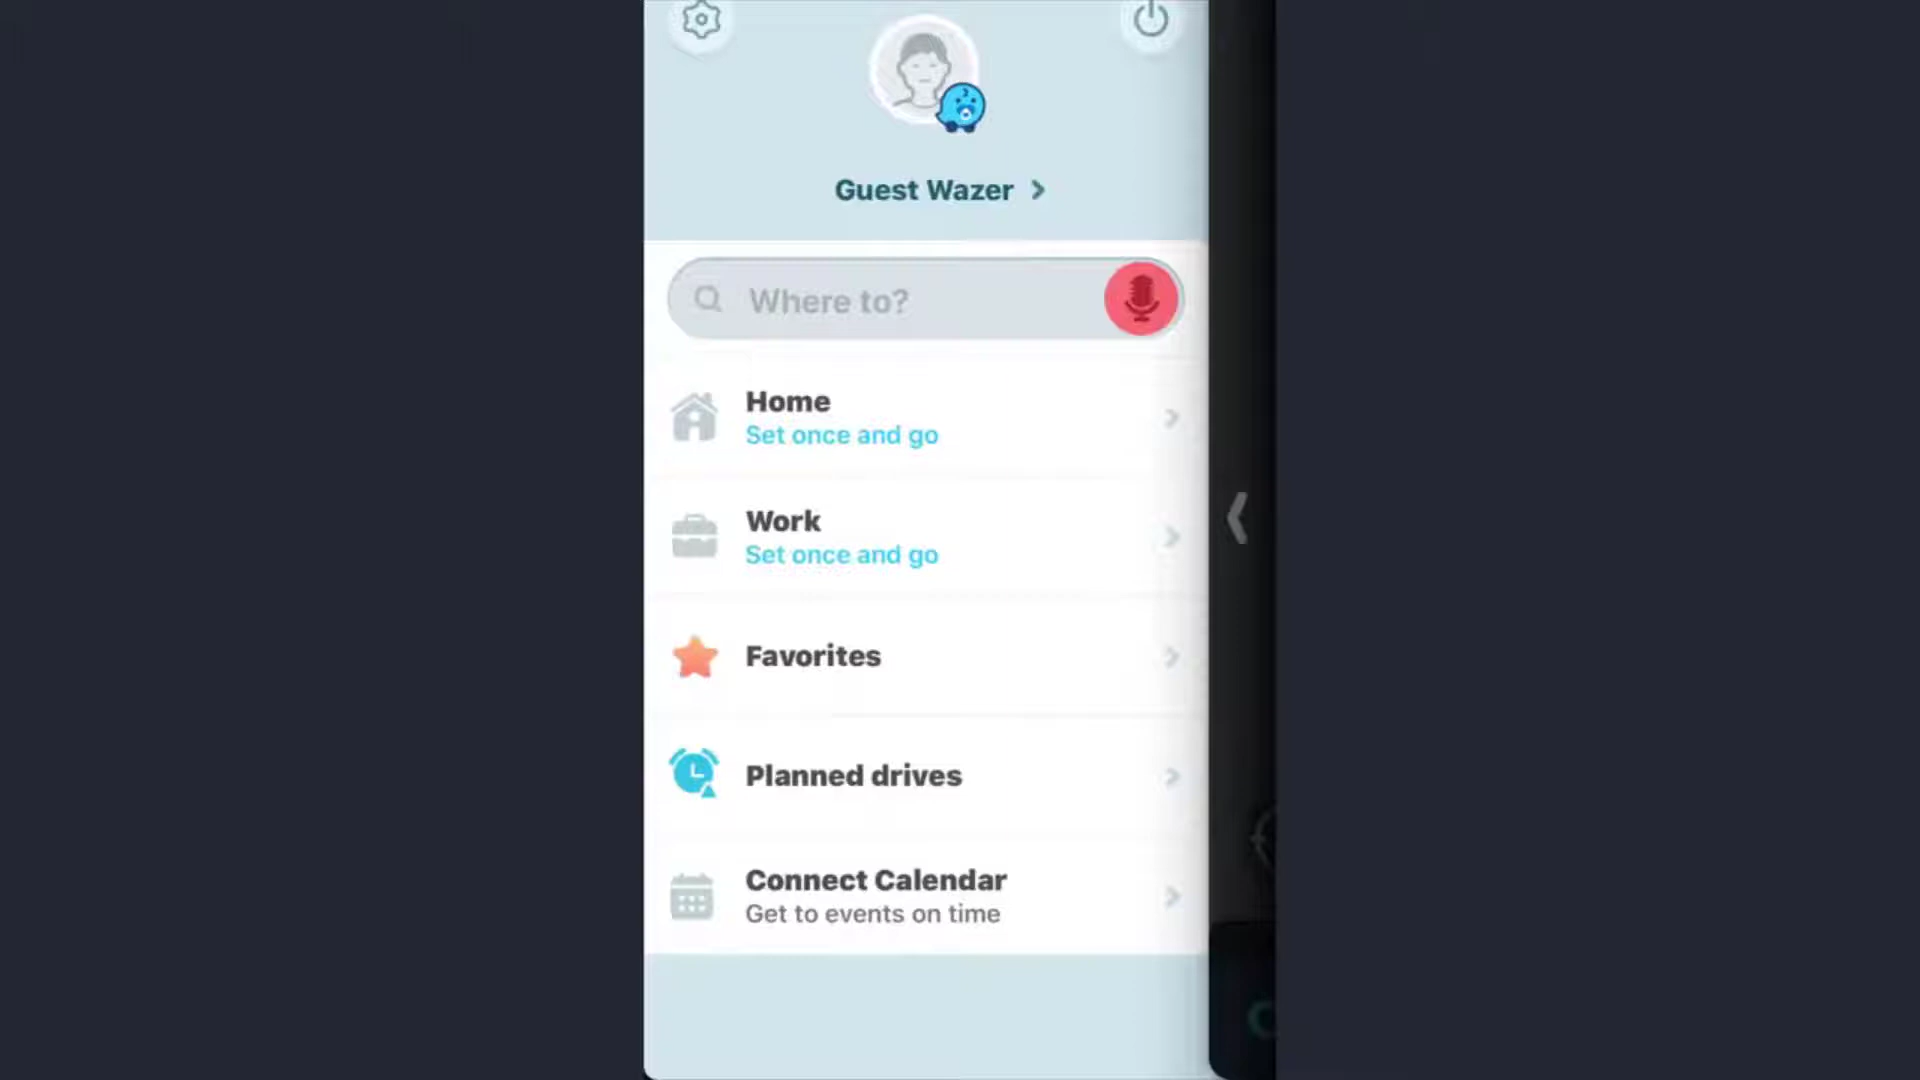 Guest Wazer
Where to?
Home
Set once and go
Work
Set once and go
Favorites
Planned drives
Connect Calendar
Get to events on time